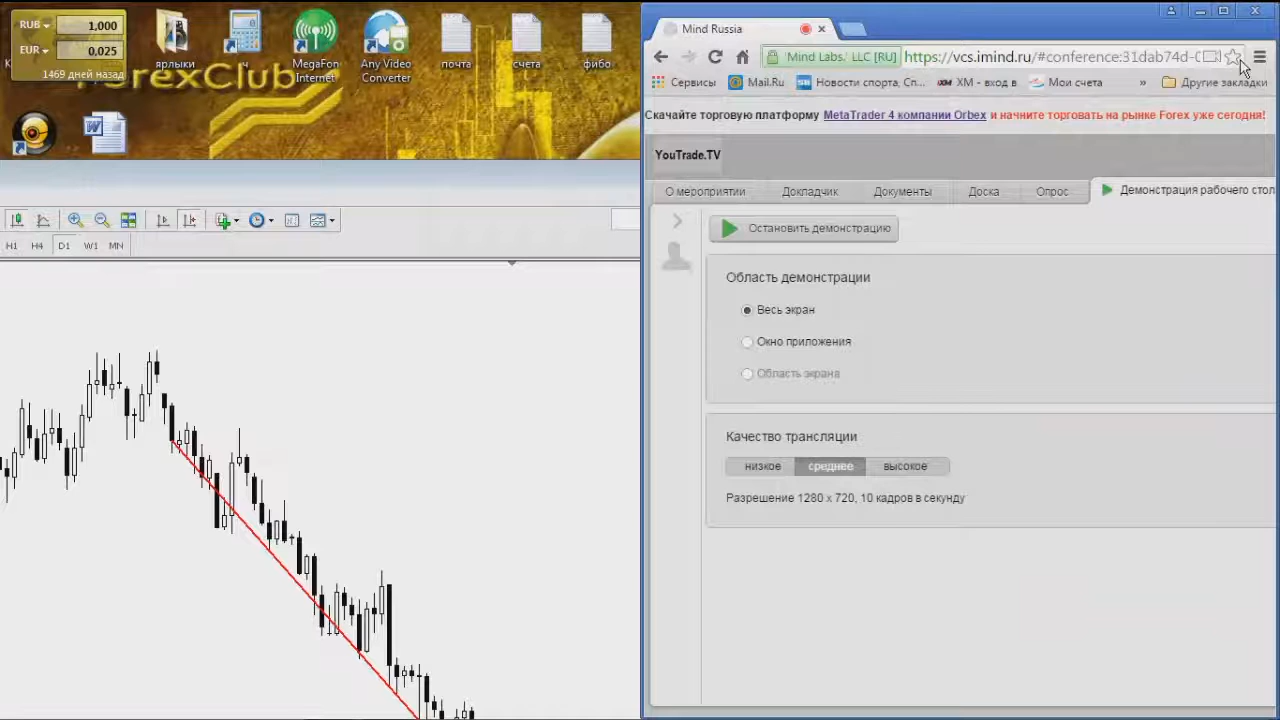 RUB
1,000
EUR
0,025
1469 дней назад
ForexClub
ярлыки
MegaFon Internet
Any Video Converter
почта
счета
фибо
H1 H4 D1 W1 MN
Mind Russia
Mind Labs.' LLC [RU] https://vcs.imind.ru/#conference:31dab74d-
Сервисы Mail.Ru Новости спорта, Сп... XM - вход в Мои счета » Другие закладки
Скачайте торговую платформу MetaTrader 4 компании Orbex и начните торговать на рынке Forex уже сегодня!
YouTrade.TV
О мероприятии Докладчик Документы Доска Опрос Демонстрация рабочего стол
Остановить демонстрацию
Область демонстрации
Весь экран
Окно приложения
Область экрана
Качество трансляции
низкое среднее высокое
Разрешение 1280 x 720, 10 кадров в секунду